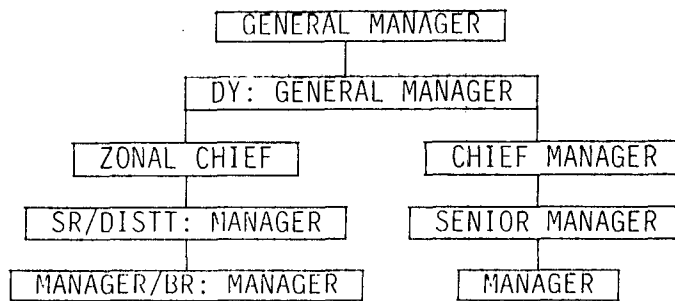 GENERAL MANAGER
DY: GENERAL MANAGER
ZONAL CHIEF
CHIEF MANAGER
SR/DISTT: MANAGER
SENIOR MANAGER
MANAGER/BR: MANAGER
MANAGER